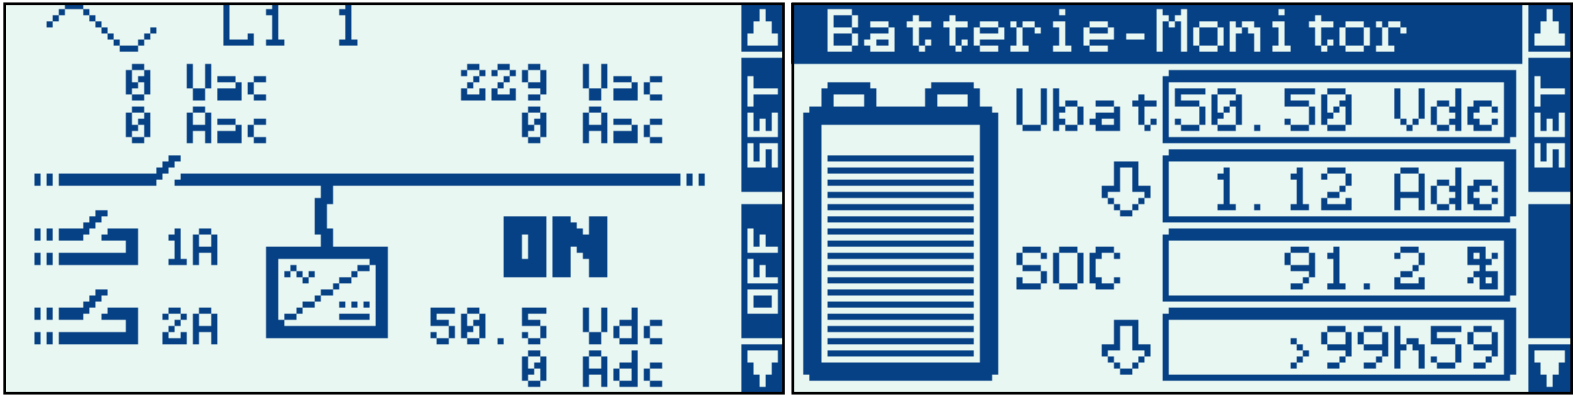 L1 1
0 Vac 229 Vac
0 Aac 0 Aac
1A
ON
2A
50.5 Vdc
0 Adc
SET
OFF
Batterie-Monitor
Ubat 50.50 Vdc
1.12 Adc
SOC 91.2 %
>99h59
SET